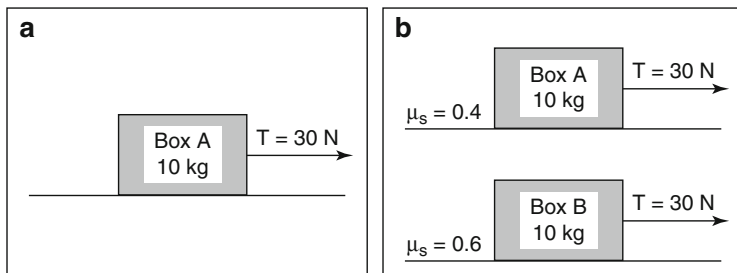 a
Box A
10 kg
T = 30 N
b
Box A
10 kg
T = 30 N
μs = 0.4
Box B
10 kg
T = 30 N
μs = 0.6